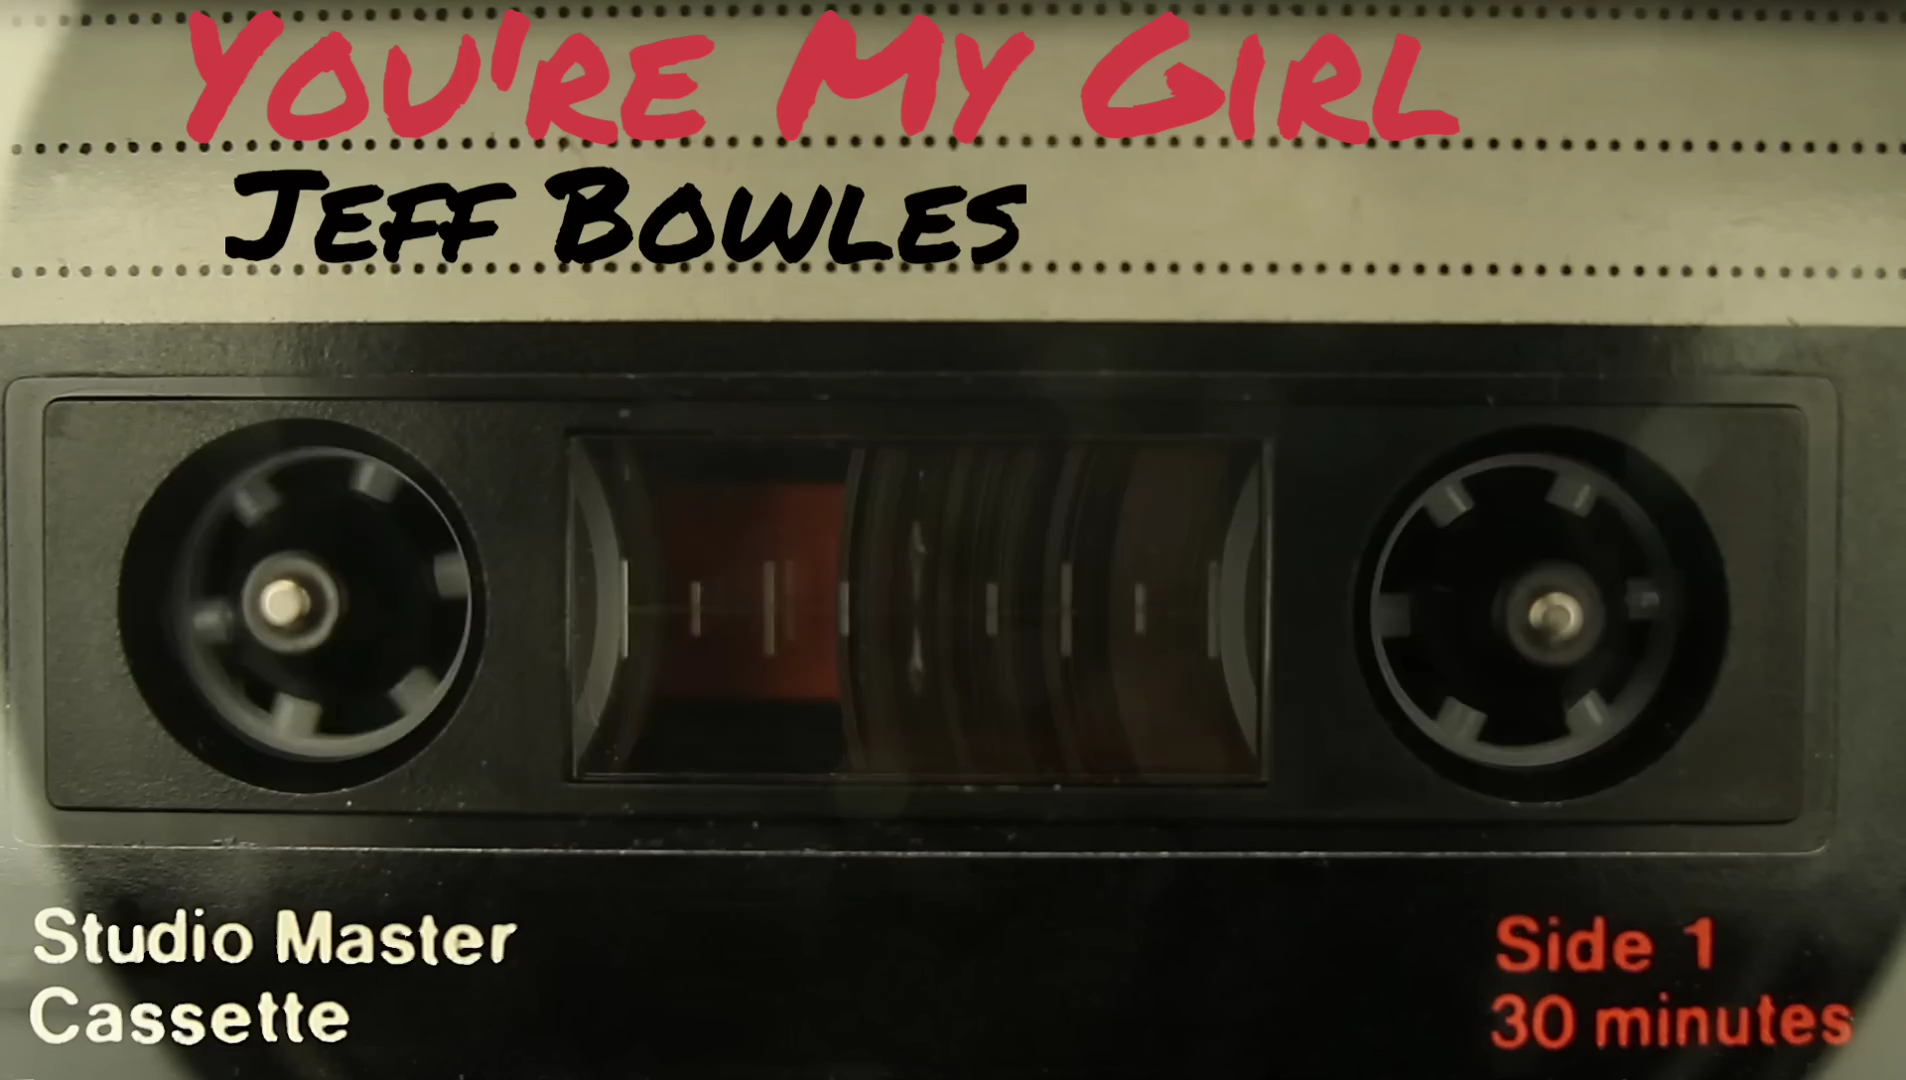 You're My Girl
Jeff Bowles
Studio Master
Cassette
Side 1
30 minutes